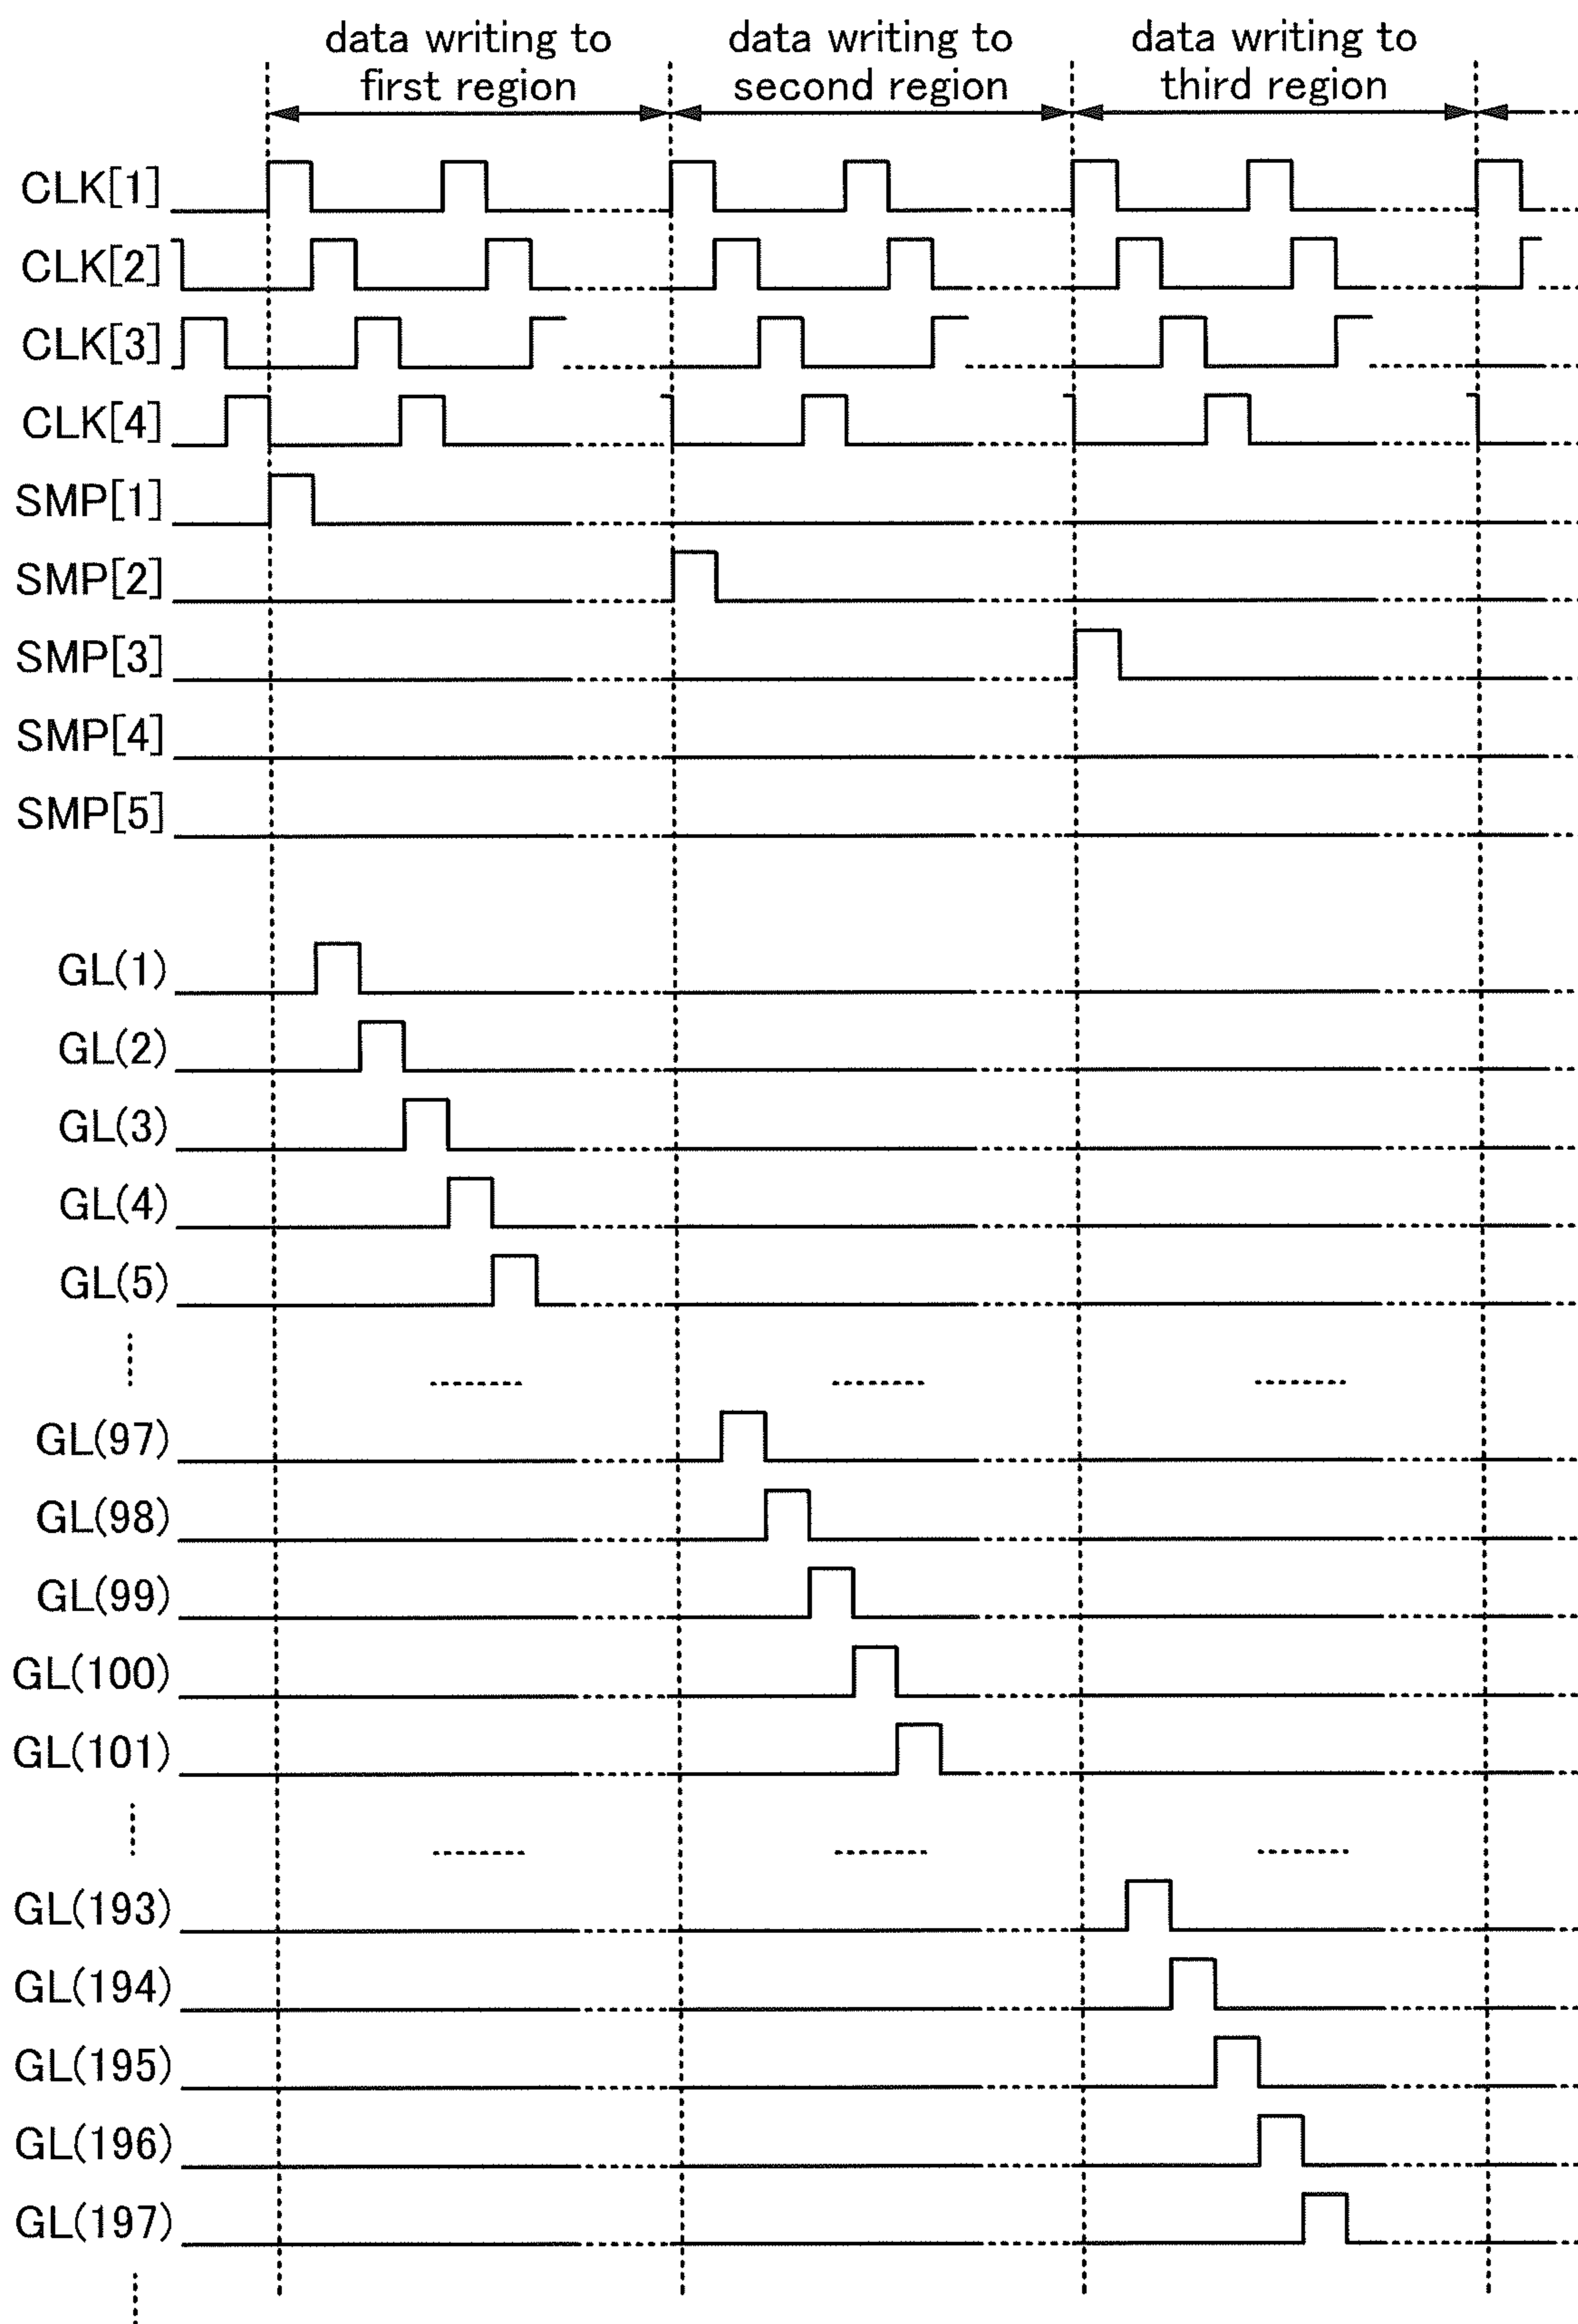 data writing to
first region
data writing to
second region
data writing to
third region
CLK[1]
CLK[2]
CLK[3]
CLK[4]
SMP[1]
SMP[2]
SMP[3]
SMP[4]
SMP[5]
GL(1)
GL(2)
GL(3)
GL(4)
GL(5)
GL(97)
GL(98)
GL(99)
GL(100)
GL(101)
GL(193)
GL(194)
GL(195)
GL(196)
GL(197)